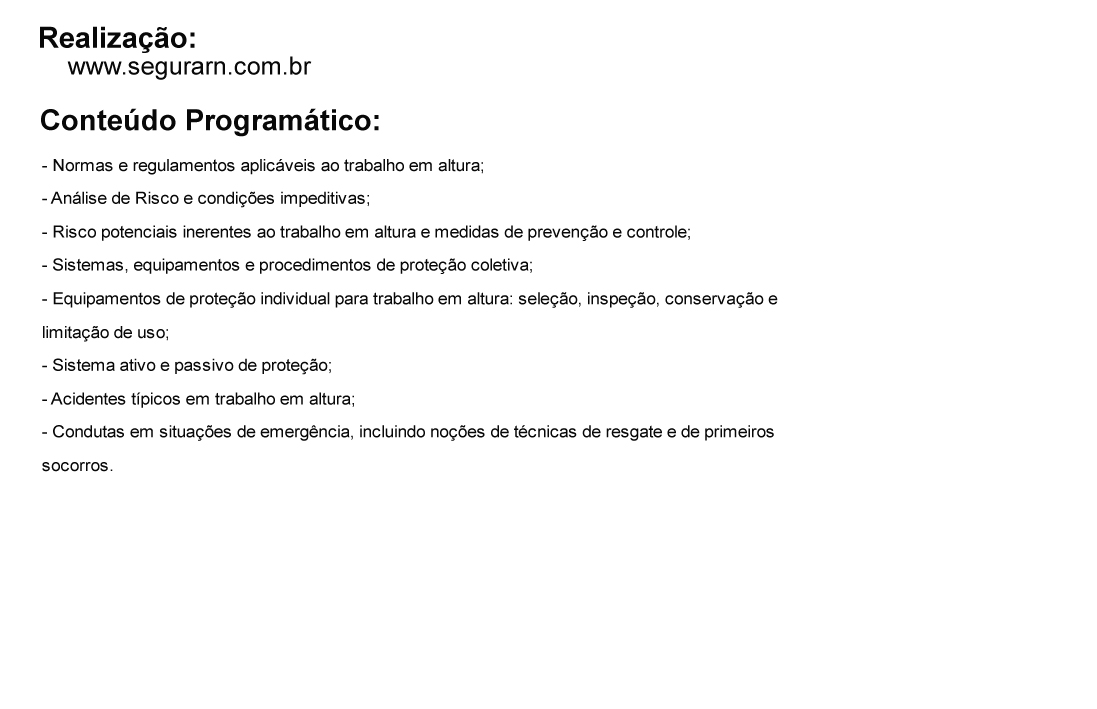 Realização:
www.segurarn.com.br
Conteúdo Programático:
- Normas e regulamentos aplicáveis ao trabalho em altura;
- Análise de Risco e condições impeditivas;
- Risco potenciais inerentes ao trabalho em altura e medidas de prevenção e controle;
- Sistemas, equipamentos e procedimentos de proteção coletiva;
- Equipamentos de proteção individual para trabalho em altura: seleção, inspeção, conservação e
limitação de uso;
- Sistema ativo e passivo de proteção;
- Acidentes típicos em trabalho em altura;
- Condutas em situações de emergência, incluindo noções de técnicas de resgate e de primeiros
socorros.